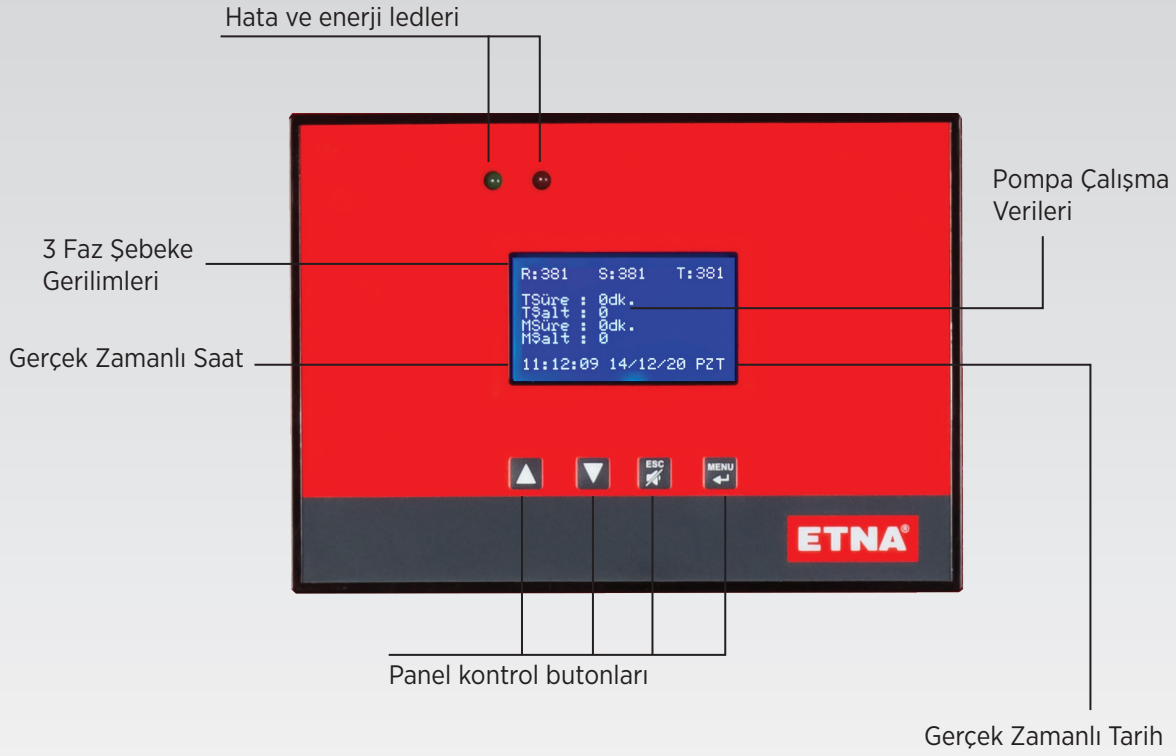 Hata ve enerji ledleri
Pompa Çalışma
Verileri
3 Faz Şebeke
Gerilimleri
R:381 S:381 T:381
TSüre : 0dk.
TŞalt : 0
MSüre : 0dk.
MŞalt : 0
Gerçek Zamanlı Saat
11:12:09 14/12/20 PZT
ESC
MENU
ETNA®
Panel kontrol butonları
Gerçek Zamanlı Tarih